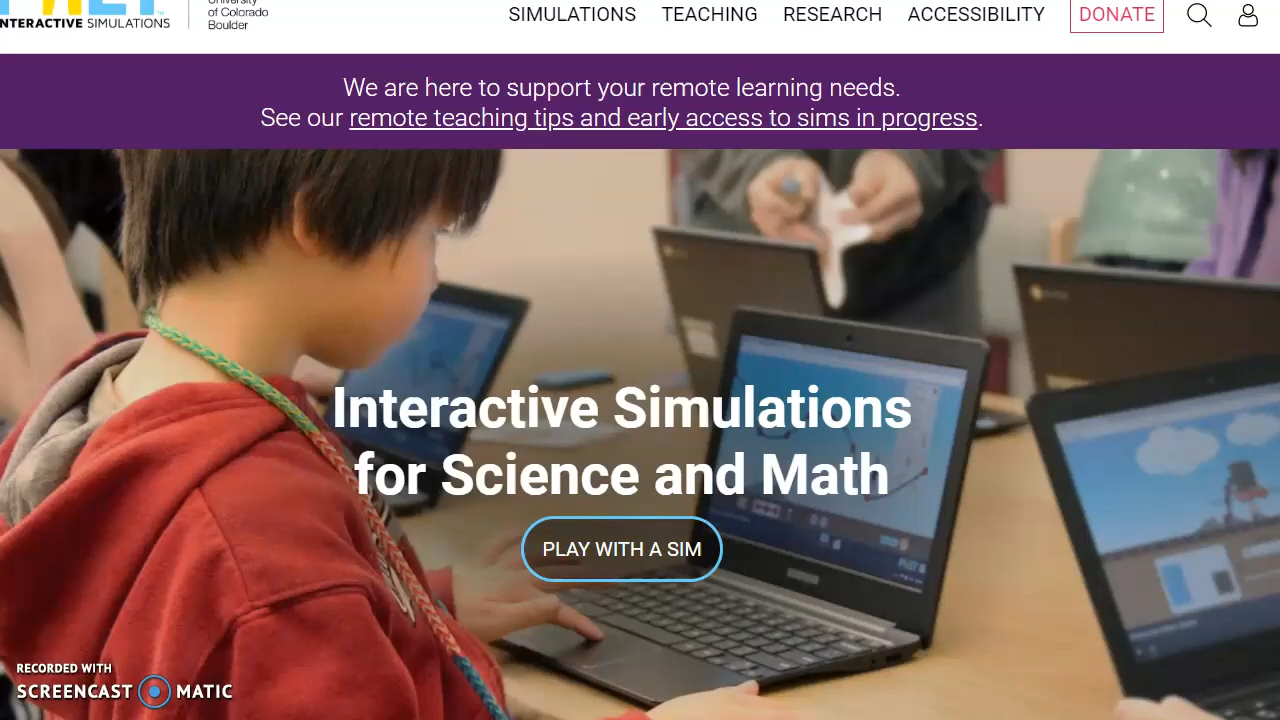 INTERACTIVE SIMULATIONS
of Colorado
Boulder
SIMULATIONS TEACHING RESEARCH ACCESSIBILITY DONATE
We are here to support your remote learning needs.
See our remote teaching tips and early access to sims in progress.
Interactive Simulations
for Science and Math
PLAY WITH A SIM
RECORDED WITH
SCREENCAST MATIC